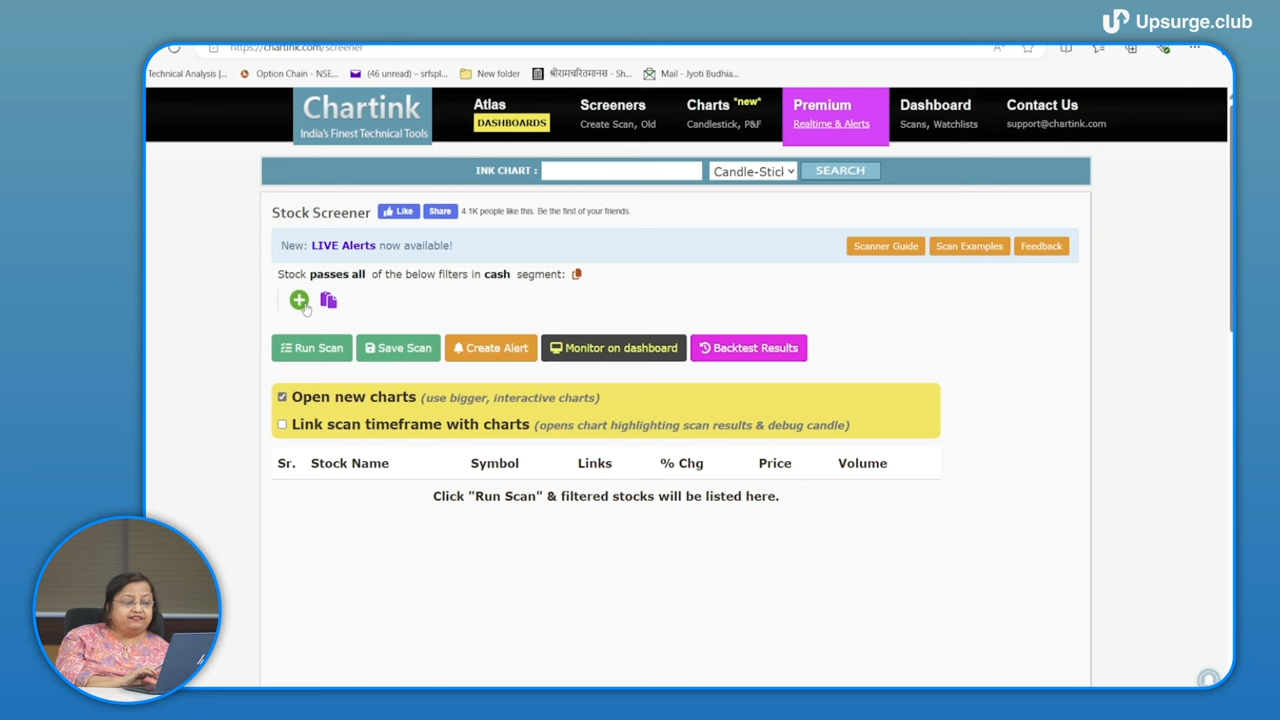 Upsurge.club
https://chartink.com/screener
Technical Analysis |... Option Chain - NSE... (46 unread) – srtspl... New folder श्रीरामचरितमानस - Sh... Mail - Jyoti Budhia...
Chartink
India's Finest Technical Tools
Atlas
DASHBOARDS
Screeners
Create Scan, Old
Charts *new*
Candlestick, P&F
Premium
Realtime & Alerts
Dashboard
Scans, Watchlists
Contact Us
support@chartink.com
INK CHART : Candle-Stick SEARCH
Stock Screener Like Share 4.1K people like this. Be the first of your friends.
New: LIVE Alerts now available! Scanner Guide Scan Examples Feedback
Stock passes all of the below filters in cash segment:
Run Scan Save Scan Create Alert Monitor on dashboard Backtest Results
Open new charts (use bigger, interactive charts)
Link scan timeframe with charts (opens chart highlighting scan results & debug candle)
Sr. Stock Name Symbol Links % Chg Price Volume
Click "Run Scan" & filtered stocks will be listed here.